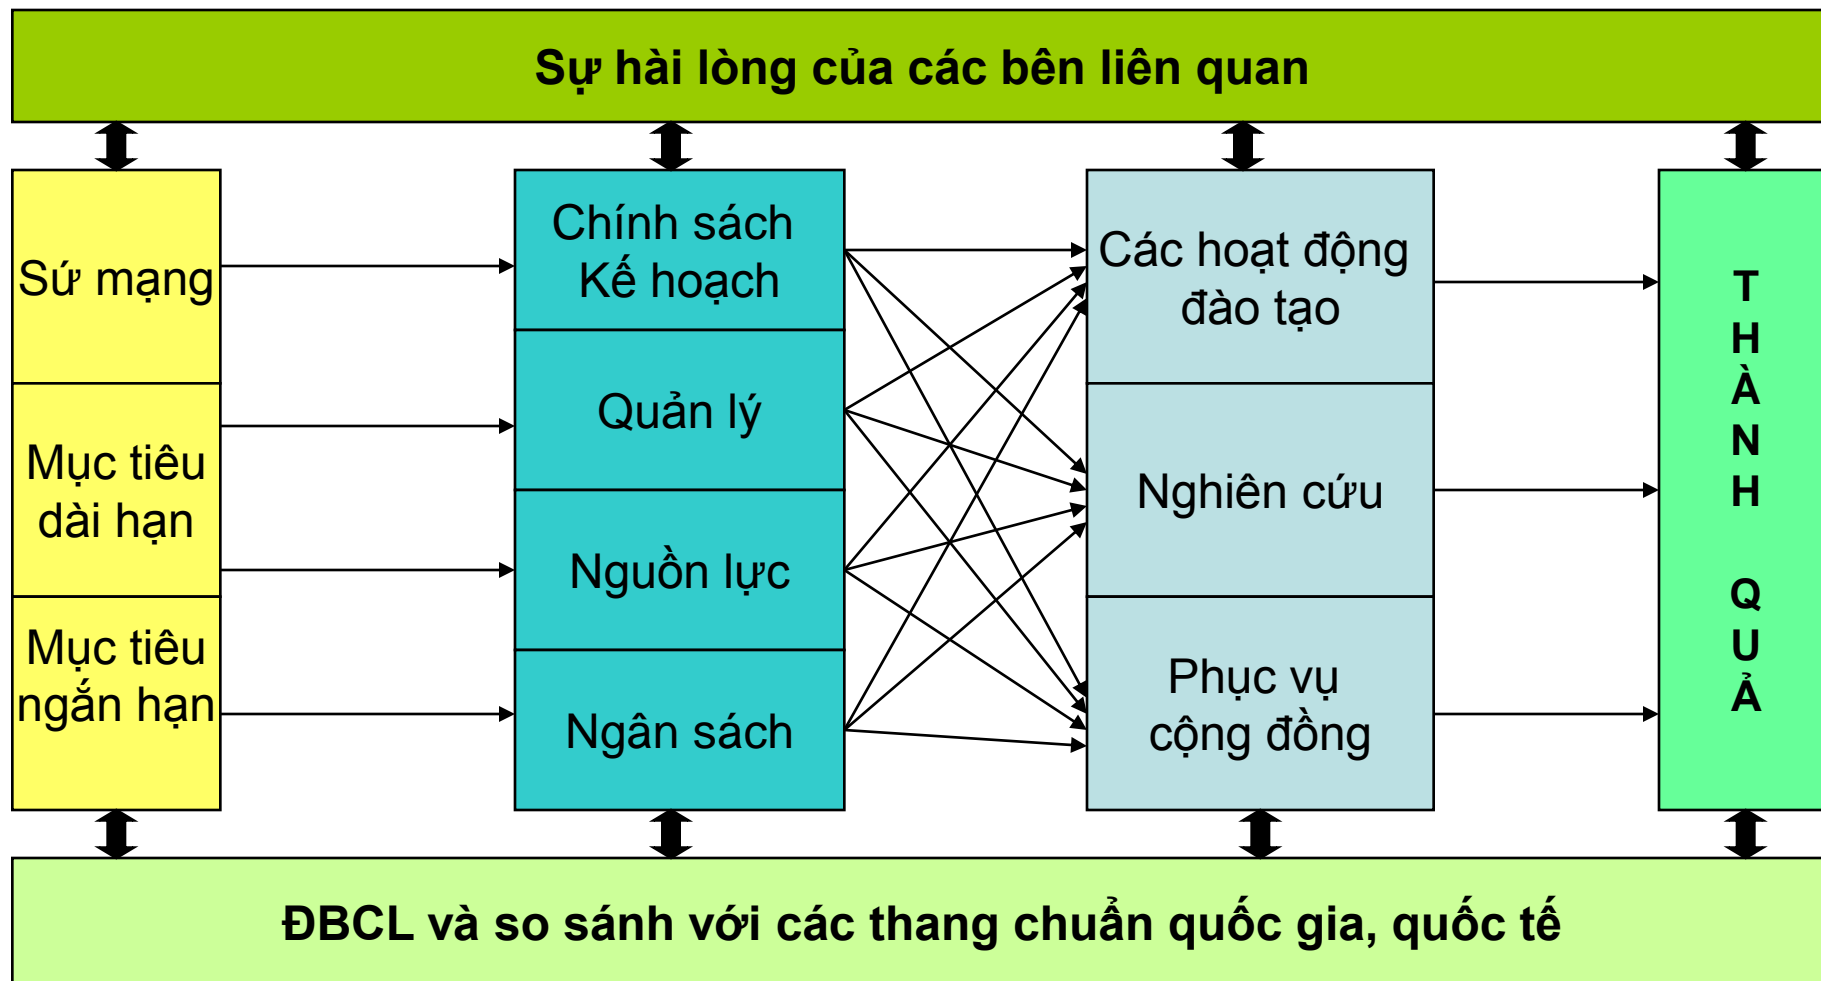 Sự hài lòng của các bên liên quan
Sứ mạng
Mục tiêu
dài hạn
Mục tiêu
ngắn hạn
Chính sách
Kế hoạch
Quản lý
Nguồn lực
Ngân sách
Các hoạt động
đào tạo
Nghiên cứu
Phục vụ
cộng đồng
T
H
À
N
H
Q
U
Ả
ĐBCL và so sánh với các thang chuẩn quốc gia, quốc tế